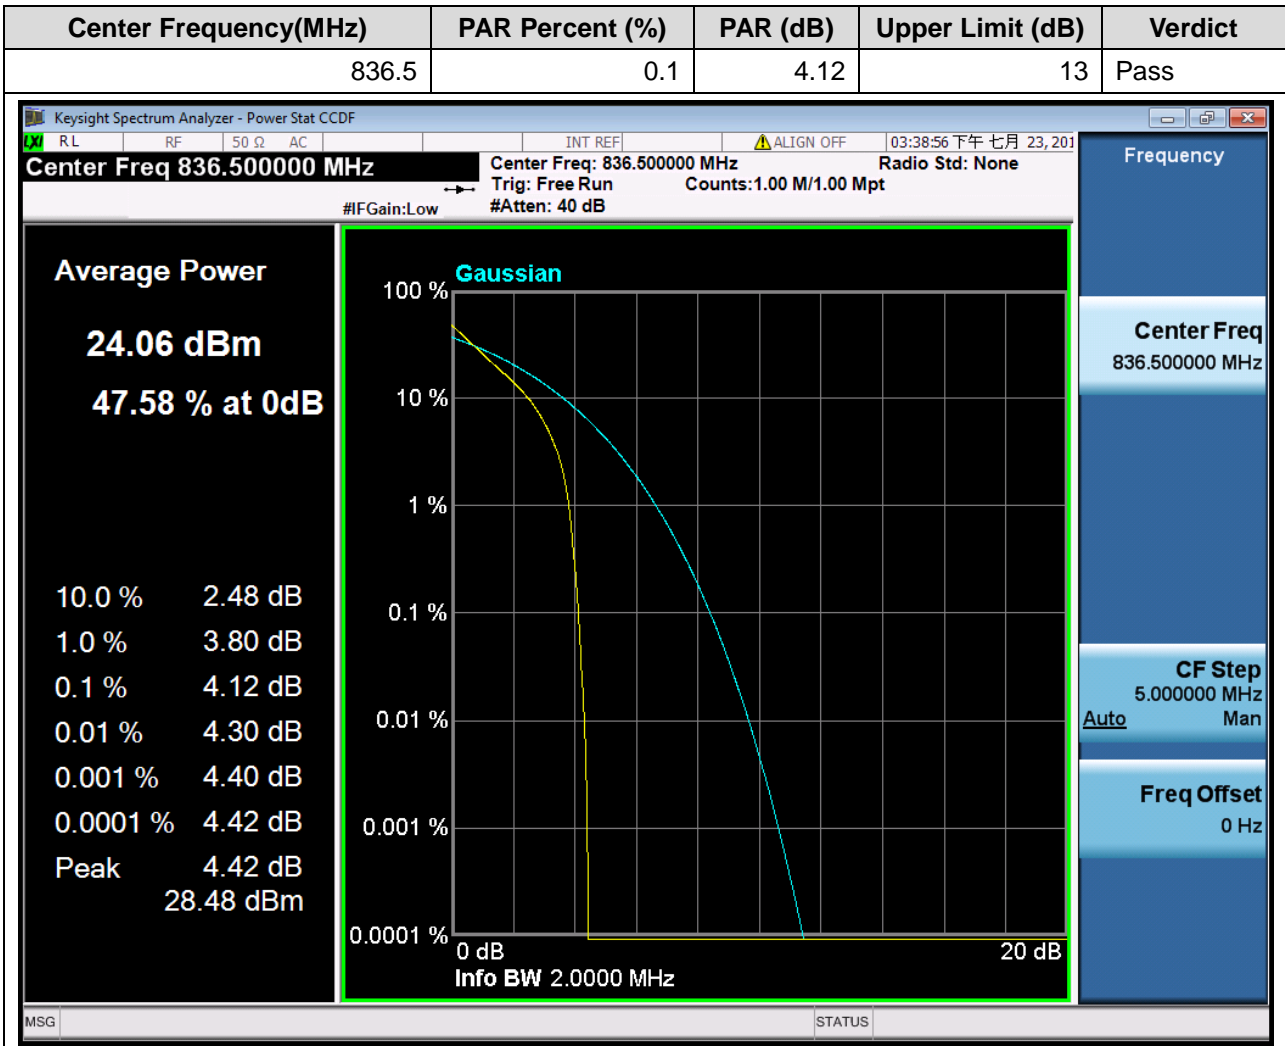 Center Frequency(MHz) PAR Percent (%) PAR (dB) Upper Limit (dB) Verdict
836.5 0.1 4.12 13 Pass
Keysight Spectrum Analyzer - Power Stat CCDF
LXI RL RF 50 Ω AC INT REF ALIGN OFF 03:38:56 下午 七月 23, 201
Center Freq 836.500000 MHz
Center Freq: 836.500000 MHz Radio Std: None
Trig: Free Run Counts:1.00 M/1.00 Mpt
#IFGain:Low #Atten: 40 dB
Frequency
Average Power
24.06 dBm
47.58 % at 0dB
10.0 % 2.48 dB
1.0 % 3.80 dB
0.1 % 4.12 dB
0.01 % 4.30 dB
0.001 % 4.40 dB
0.0001 % 4.42 dB
Peak 4.42 dB
28.48 dBm
Gaussian
100 %
10 %
1 %
0.1 %
0.01 %
0.001 %
0.0001 %
0 dB 20 dB
Info BW 2.0000 MHz
Center Freq
836.500000 MHz
CF Step
5.000000 MHz
Auto Man
Freq Offset
0 Hz
MSG STATUS